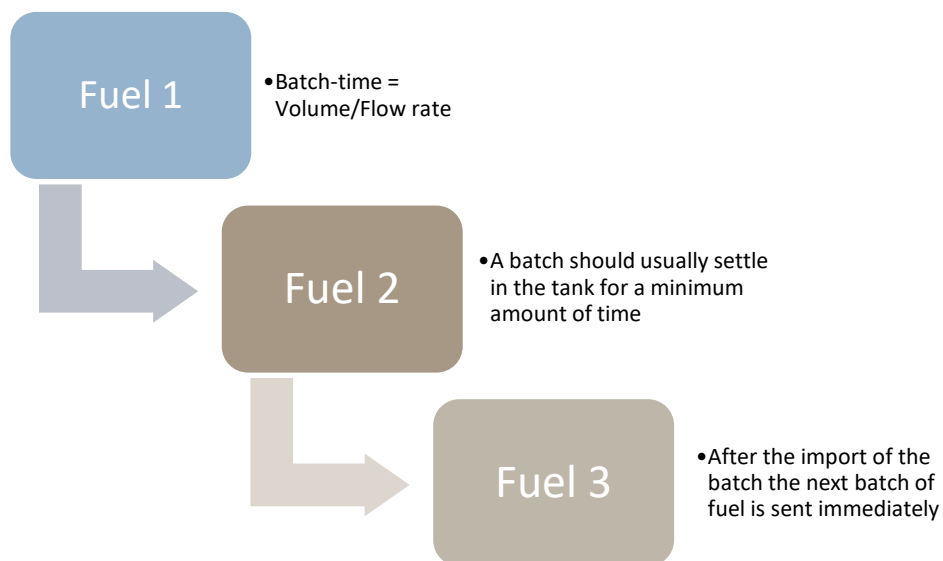 Fuel 1
•Batch-time =
Volume/Flow rate
Fuel 2
•A batch should usually settle
in the tank for a minimum
amount of time
Fuel 3
•After the import of the
batch the next batch of
fuel is sent immediately